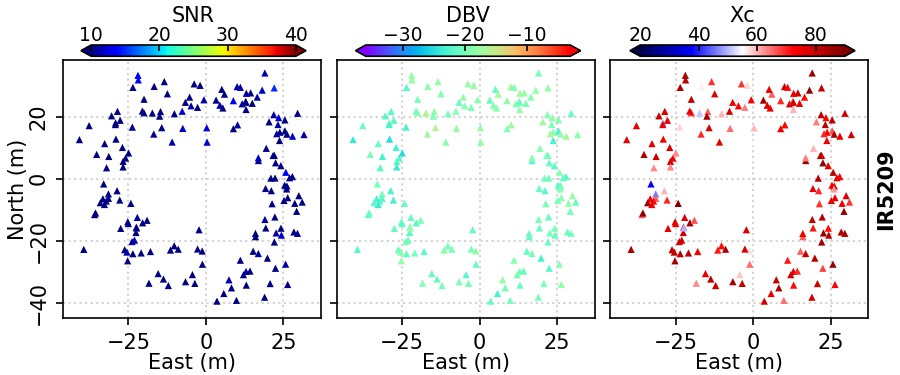 SNR DBV Xc
10 20 30 40 −30 −20 −10 20 40 60 80
20
0
−20
−40
North (m)
−25 0 25 −25 0 25 −25 0 25
East (m) East (m) East (m)
IR5209